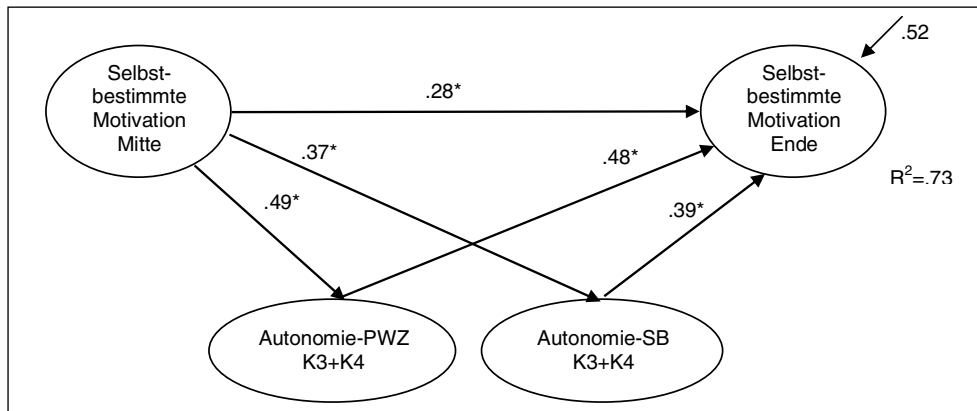 Selbst-
bestimmte
Motivation
Mitte
.28*
.37*
.49*
.48*
.39*
Selbst-
bestimmte
Motivation
Ende
.52
R²=.73
Autonomie-PWZ
K3+K4
Autonomie-SB
K3+K4